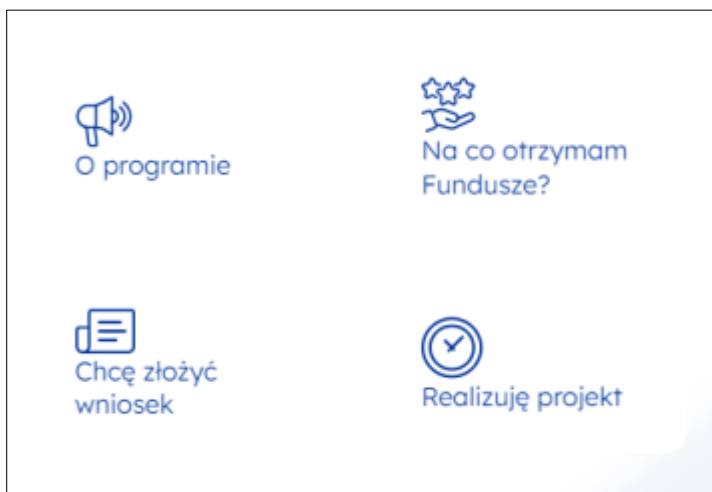 O programie
Na co otrzymam
Fundusze?
Chcę złożyć
wniosek
Realizuję projekt